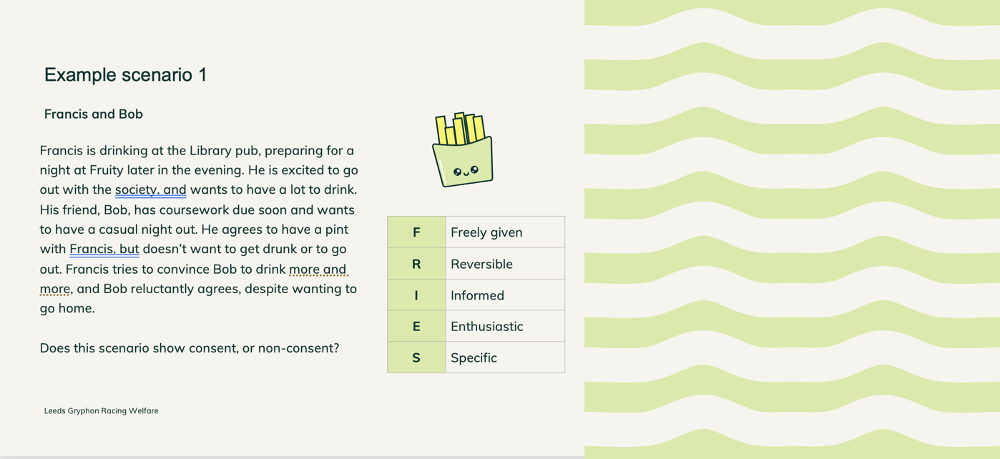 Example scenario 1
Francis and Bob
Francis is drinking at the Library pub, preparing for a
night at Fruity later in the evening. He is excited to go
out with the society. and wants to have a lot to drink.
His friend, Bob, has coursework due soon and wants
to have a casual night out. He agrees to have a pint
with Francis. but doesn’t want to get drunk or to go
out. Francis tries to convince Bob to drink more and
more, and Bob reluctantly agrees, despite wanting to
go home.
Does this scenario show consent, or non-consent?
F Freely given
R Reversible
I Informed
E Enthusiastic
S Specific
Leeds Gryphon Racing Welfare